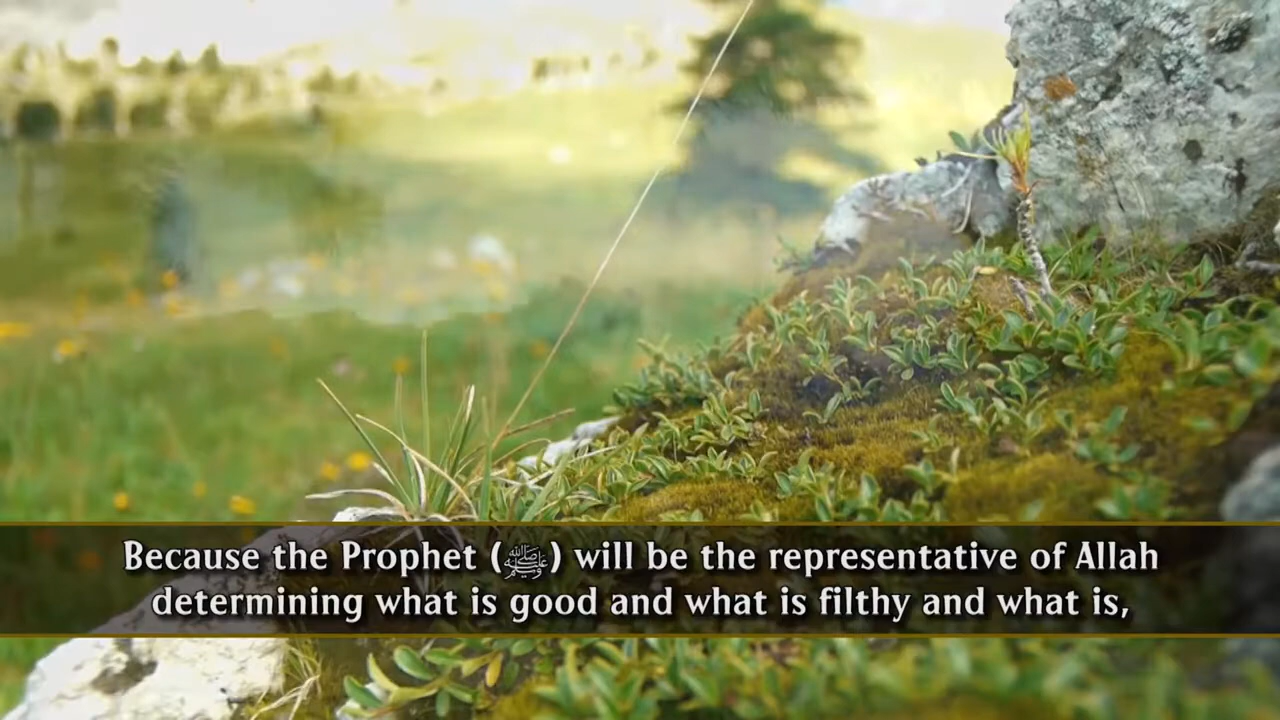 Because the Prophet (ﷺ) will be the representative of Allah
determining what is good and what is filthy and what is,